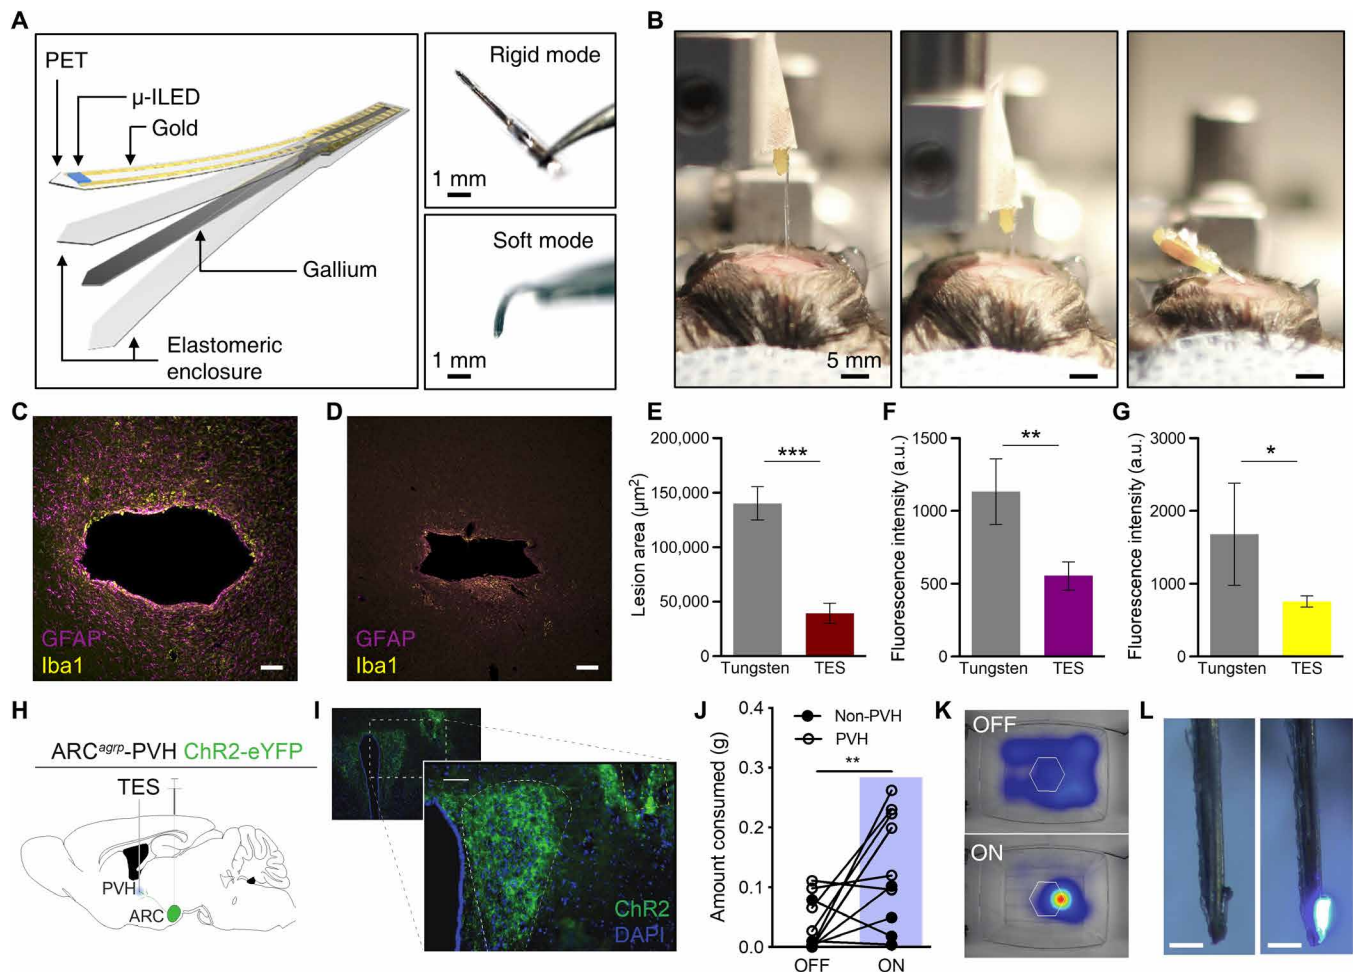 A
PET
μ-ILED
Gold
Gallium
Elastomeric
enclosure
Rigid mode
1 mm
Soft mode
1 mm
B
5 mm
C
GFAP
Iba1
D
GFAP
Iba1
E
Lesion area (μm²)
200,000
150,000
100,000
50,000
0
***
Tungsten TES
F
Fluorescence intensity (a.u.)
1500
1000
500
0
**
Tungsten TES
G
Fluorescence intensity (a.u.)
3000
2000
1000
0
*
Tungsten TES
H
ARCagrp-PVH ChR2-eYFP
TES
PVH
ARC
I
ChR2
DAPI
J
Amount consumed (g)
0.4
0.3
0.2
0.1
0.0
Non-PVH
PVH
**
OFF ON
K
OFF
ON
L